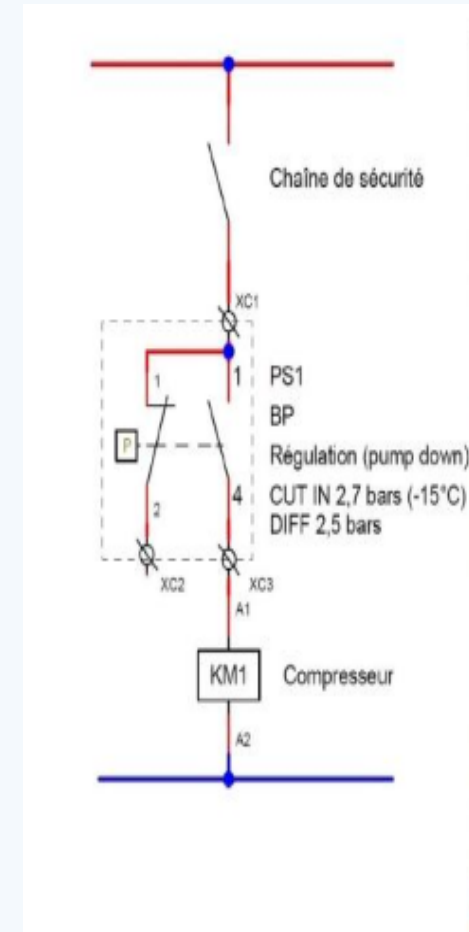 Chaîne de sécurité
XC1
1
1
PS1
BP
P
Régulation (pump down)
2
4
CUT IN 2,7 bars (-15°C)
DIFF 2,5 bars
XC2
XC3
A1
KM1
Compresseur
A2